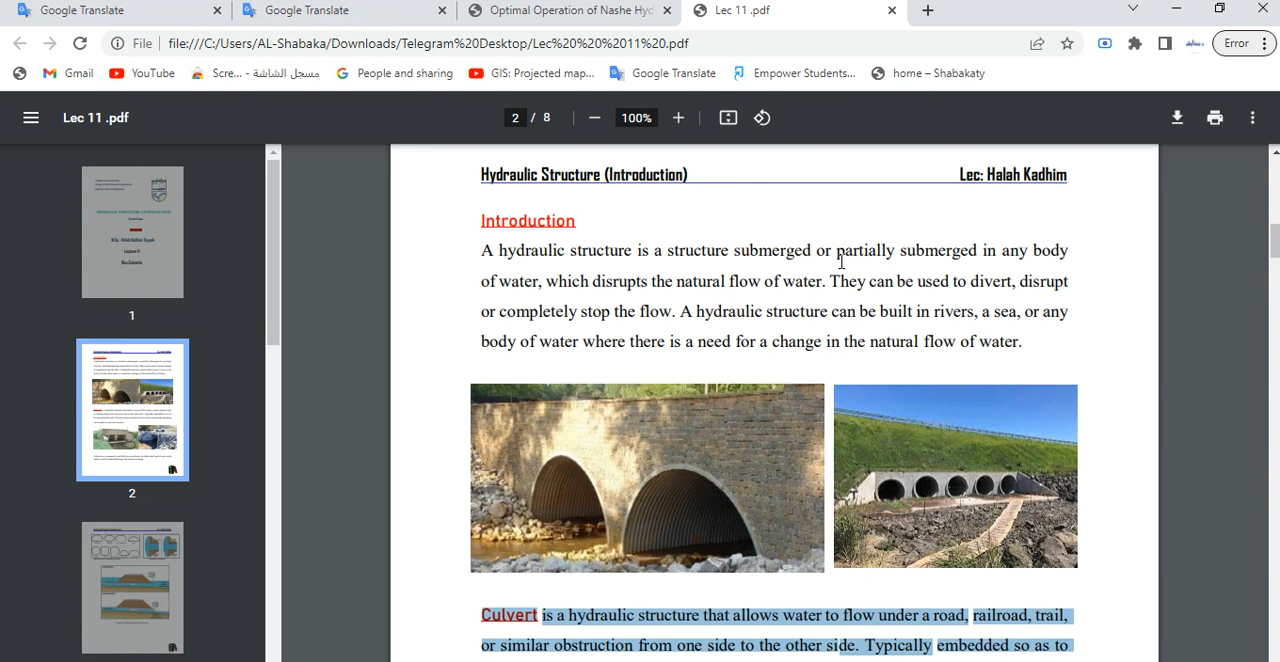 Google Translate
Google Translate
Optimal Operation of Nashe Hyd
Lec 11 .pdf
File
file:///C:/Users/AL-Shabaka/Downloads/Telegram%20Desktop/Lec%20%20%2011%20.pdf
Error
Gmail
YouTube
Scre... - مسجل الشاشة
People and sharing
GIS: Projected map...
Google Translate
Empower Students...
home – Shabakaty
Lec 11 .pdf
2 / 8
100%
1
2
Hydraulic Structure (Introduction)
Lec: Halah Kadhim
Introduction
A hydraulic structure is a structure submerged or partially submerged in any body
of water, which disrupts the natural flow of water. They can be used to divert, disrupt
or completely stop the flow. A hydraulic structure can be built in rivers, a sea, or any
body of water where there is a need for a change in the natural flow of water.
Culvert is a hydraulic structure that allows water to flow under a road, railroad, trail,
or similar obstruction from one side to the other side. Typically embedded so as to